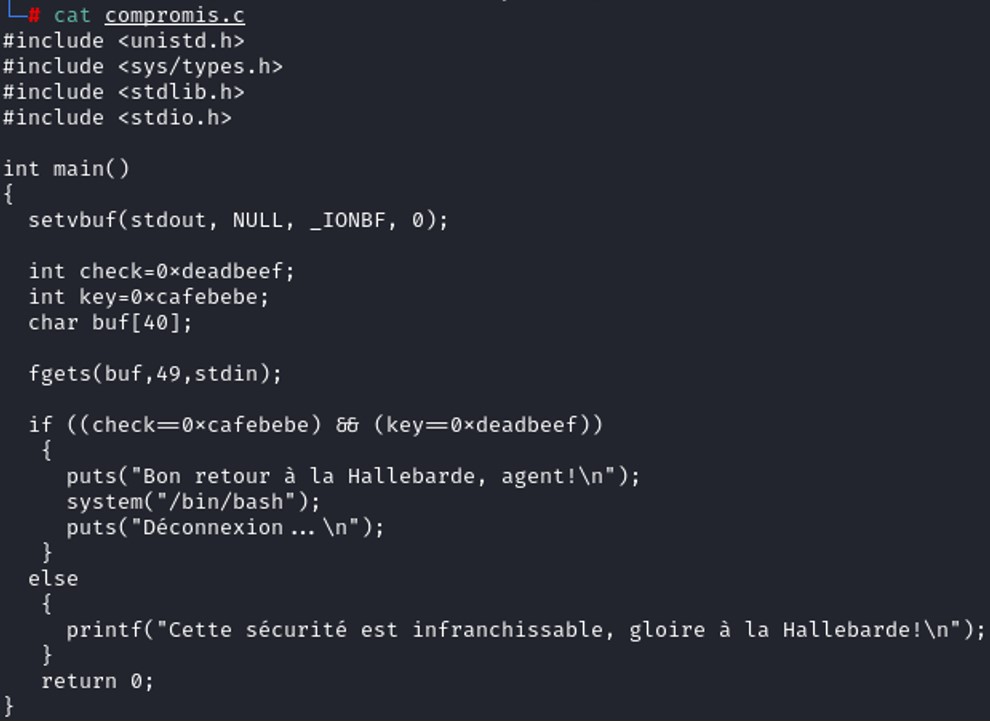 └─# cat compromis.c
#include <unistd.h>
#include <sys/types.h>
#include <stdlib.h>
#include <stdio.h>
int main()
{
setvbuf(stdout, NULL, _IONBF, 0);
int check=0×deadbeef;
int key=0×cafebebe;
char buf[40];
fgets(buf,49,stdin);
if ((check==0×cafebebe) && (key==0×deadbeef))
{
puts("Bon retour à la Hallebarde, agent!\n");
system("/bin/bash");
puts("Déconnexion...\n");
}
else
{
printf("Cette sécurité est infranchissable, gloire à la Hallebarde!\n");
}
return 0;
}